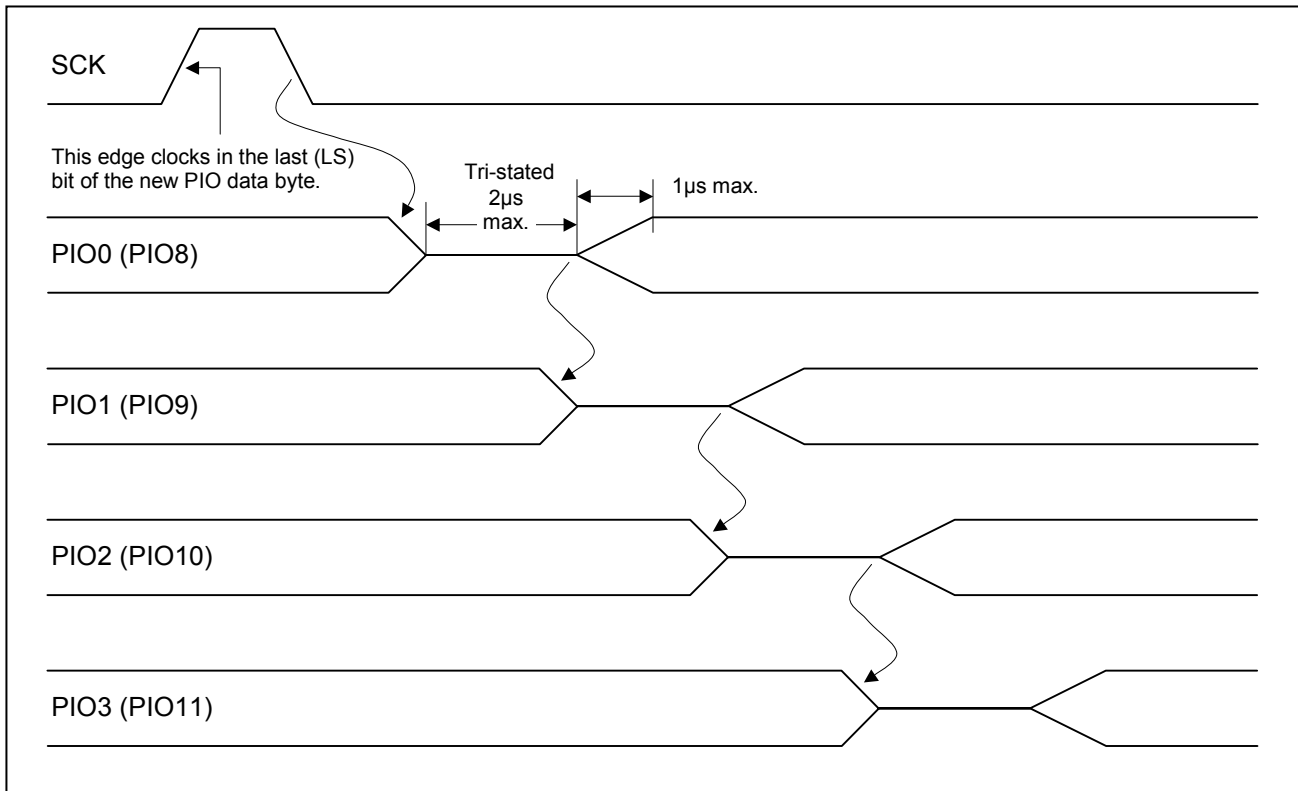 SCK
This edge clocks in the last (LS)
bit of the new PIO data byte.
Tri-stated
2µs
max.
1µs max.
PIO0 (PIO8)
PIO1 (PIO9)
PIO2 (PIO10)
PIO3 (PIO11)